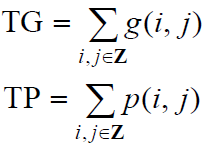 TG = ∑ g(i, j)
i, j∈Z
TP = ∑ p(i, j)
i, j∈Z